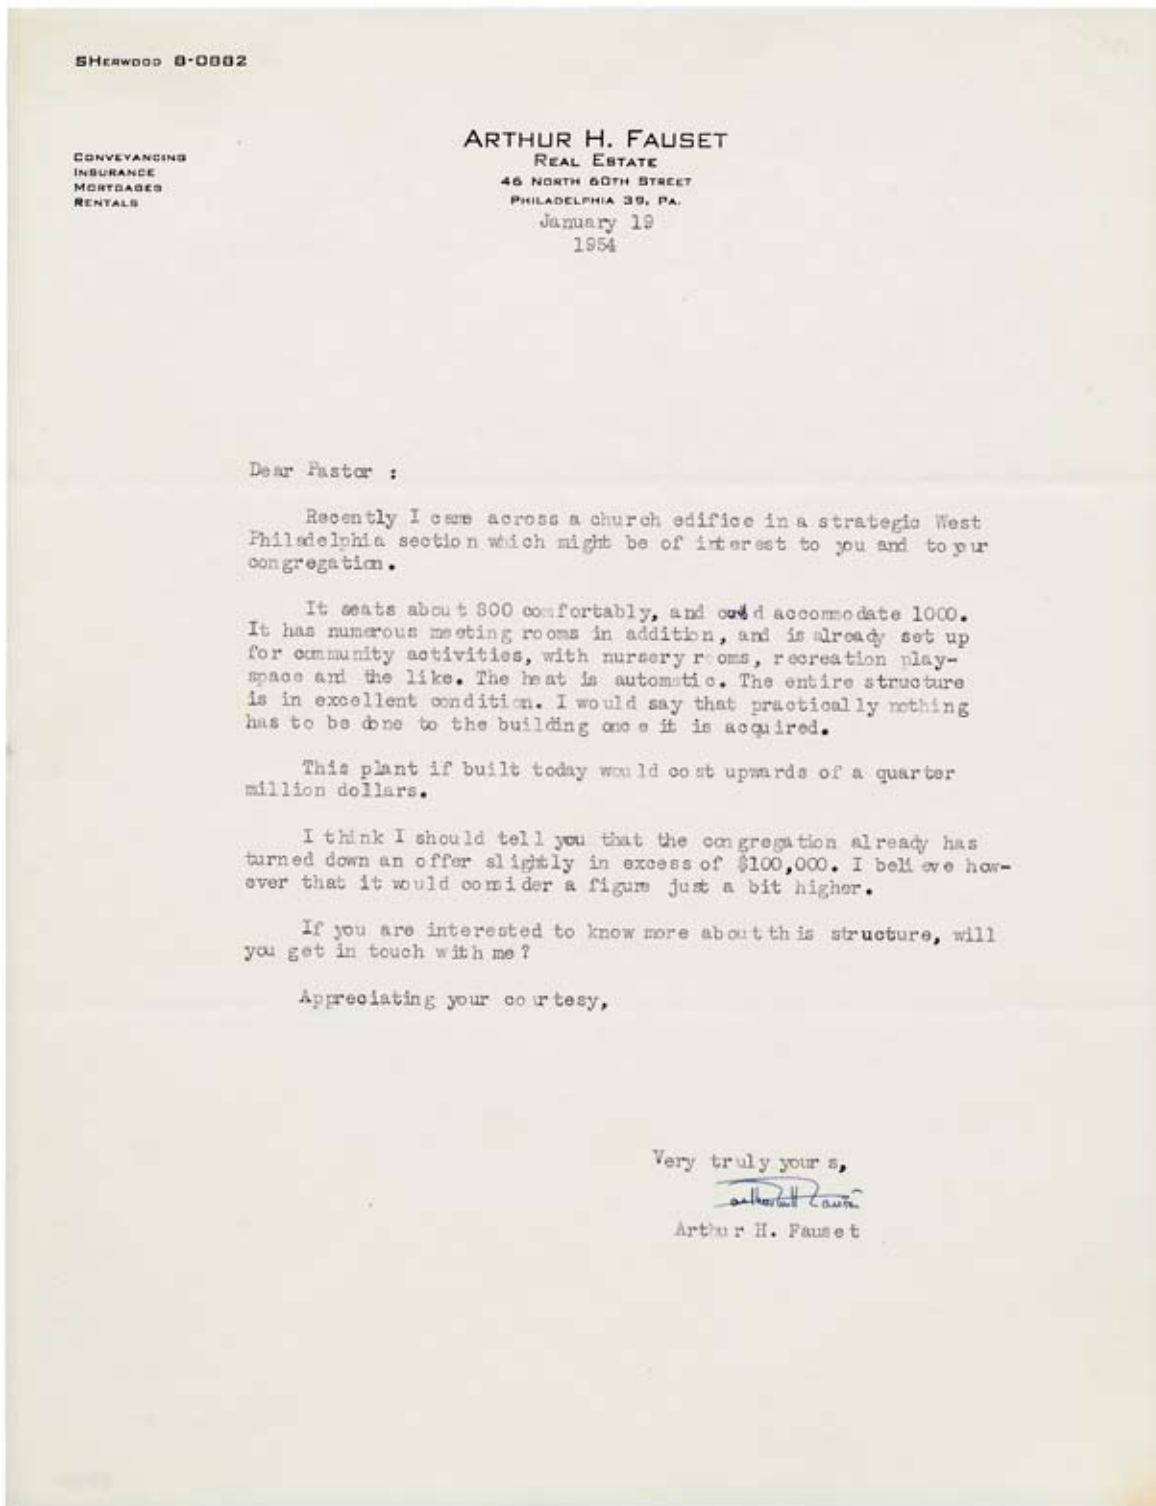 SHERWOOD 8-0882
CONVEYANCING
INSURANCE
MORTGAGES
RENTALS
ARTHUR H. FAUSET
REAL ESTATE
46 NORTH 60TH STREET
PHILADELPHIA 39, PA.
January 19
1954
Dear Pastor :
Recently I came across a church edifice in a strategic West
Philadelphia section which might be of interest to you and to your
congregation.
It seats about 800 comfortably, and could accommodate 1000.
It has numerous meeting rooms in addition, and is already set up
for community activities, with nursery rooms, recreation play-
space and the like. The heat is automatic. The entire structure
is in excellent condition. I would say that practically nothing
has to be done to the building once it is acquired.
This plant if built today would cost upwards of a quarter
million dollars.
I think I should tell you that the congregation already has
turned down an offer slightly in excess of $100,000. I believe how-
ever that it would consider a figure just a bit higher.
If you are interested to know more about this structure, will
you get in touch with me?
Appreciating your courtesy,
Very truly yours,
Arthur H. Fauset
Arthur H. Fauset